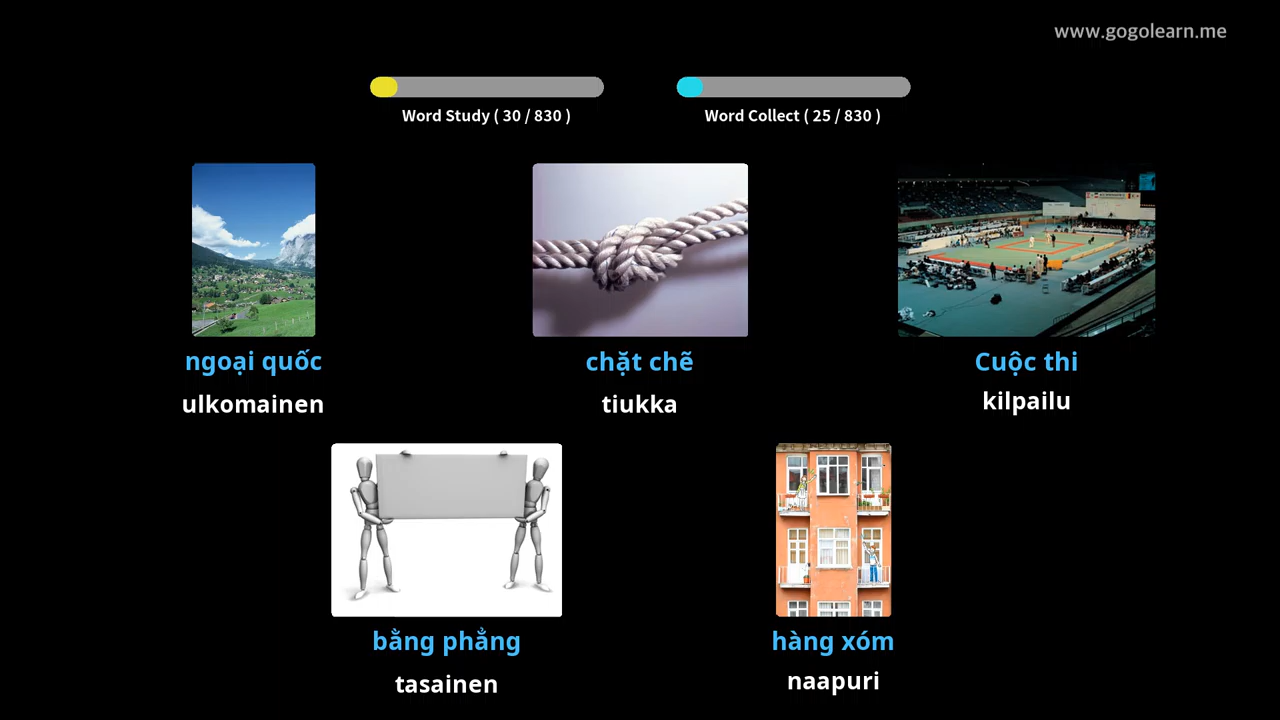 www.gogolearn.me
Word Study ( 30 / 830 )
Word Collect ( 25 / 830 )
ngoại quốc
ulkomainen
chặt chẽ
tiukka
Cuộc thi
kilpailu
bằng phẳng
tasainen
hàng xóm
naapuri